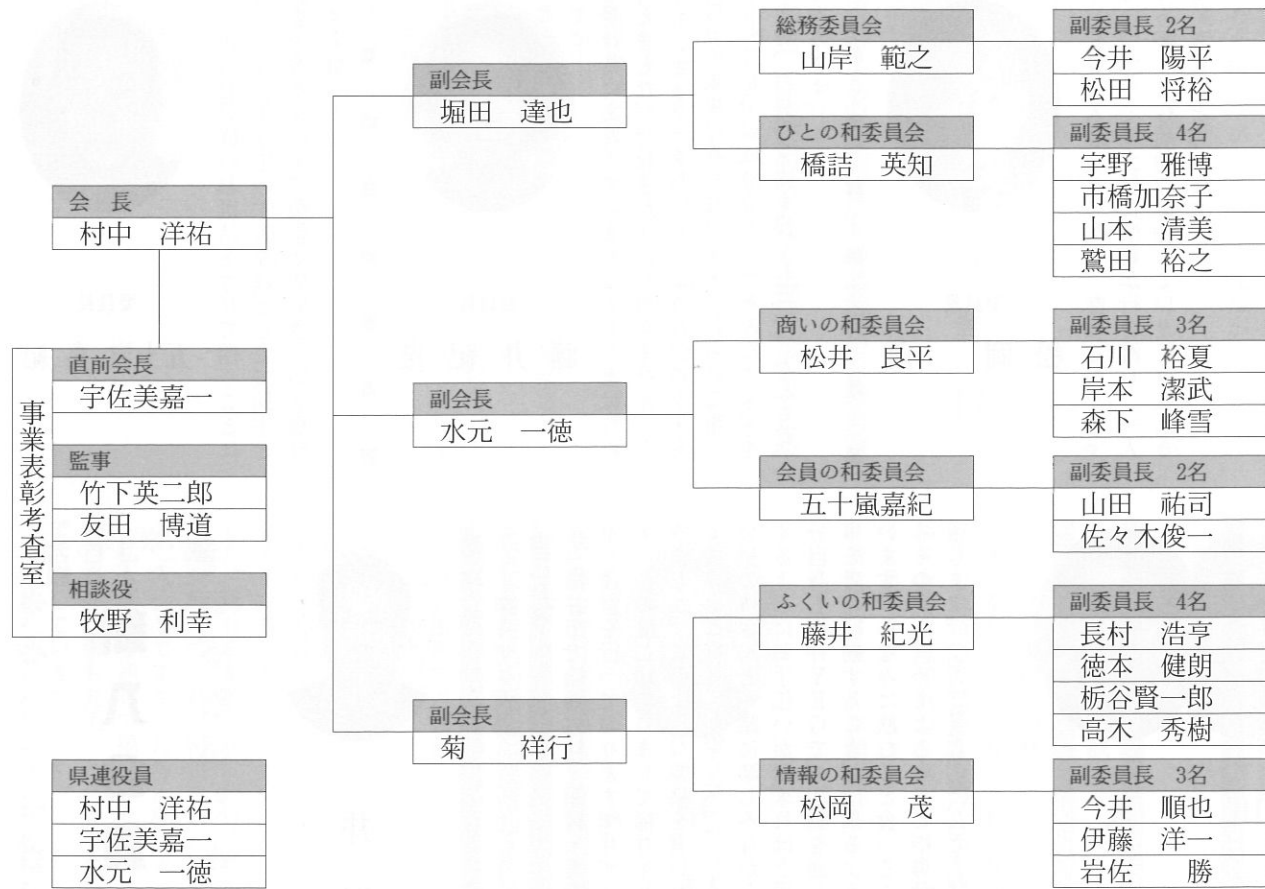 会　長
村中　洋祐
事業表彰考査室
直前会長
宇佐美嘉一
監事
竹下英二郎
友田　博道
相談役
牧野　利幸
県連役員
村中　洋祐
宇佐美嘉一
水元　一徳
副会長
堀田　達也
総務委員会
山岸　範之
副委員長 2名
今井　陽平
松田　将裕
ひとの和委員会
橋詰　英知
副委員長 4名
宇野　雅博
市橋加奈子
山本　清美
鷲田　裕之
副会長
水元　一徳
商いの和委員会
松井　良平
副委員長 3名
石川　裕夏
岸本　潔武
森下　峰雪
会員の和委員会
五十嵐嘉紀
副委員長 2名
山田　祐司
佐々木俊一
副会長
菊　　祥行
ふくいの和委員会
藤井　紀光
副委員長 4名
長村　浩亨
徳本　健朗
栃谷賢一郎
高木　秀樹
情報の和委員会
松岡　　茂
副委員長 3名
今井　順也
伊藤　洋一
岩佐　　勝